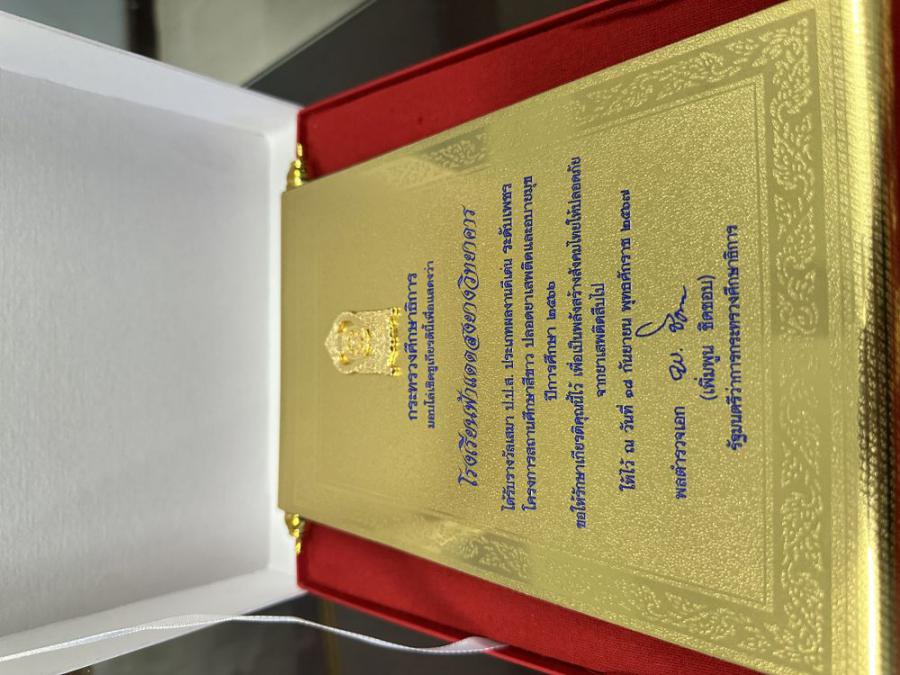 กระทรวงศึกษาธิการ
มอบโล่เชิดชูเกียรตินี้เพื่อแสดงว่า
โรงเรียนฟ้าแดดสูงยางวิทยาคาร
ได้รับรางวัลเสมา ป.ป.ส. ประเภทผลงานดีเด่น ระดับเพชร
โครงการสถานศึกษาสีขาว ปลอดยาเสพติดและอบายมุข
ปีการศึกษา ๒๕๖๖
ขอให้รักษาเกียรติคุณนี้ไว้ เพื่อเป็นพลังสร้างสังคมไทยให้ปลอดภัย
จากยาเสพติดสืบไป
ให้ไว้ ณ วันที่ ๑๘ กันยายน พุทธศักราช ๒๕๖๗
พลตำรวจเอก
(เพิ่มพูน ชิดชอบ)
รัฐมนตรีว่าการกระทรวงศึกษาธิการ